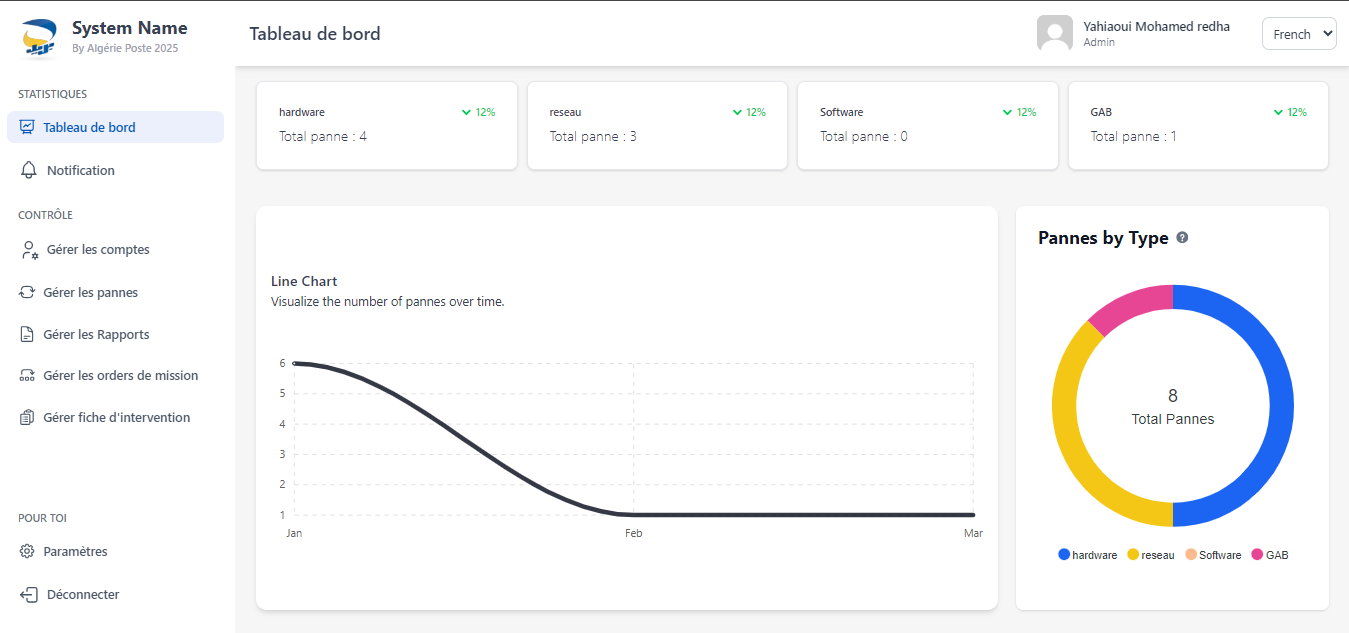 System Name
By Algérie Poste 2025
Tableau de bord
Yahiaoui Mohamed redha
Admin
French
STATISTIQUES
Tableau de bord
Notification
CONTRÔLE
Gérer les comptes
Gérer les pannes
Gérer les Rapports
Gérer les orders de mission
Gérer fiche d'intervention
POUR TOI
Paramètres
Déconnecter
hardware
12%
Total panne : 4
reseau
12%
Total panne : 3
Software
12%
Total panne : 0
GAB
12%
Total panne : 1
Line Chart
Visualize the number of pannes over time.
6
5
4
3
2
1
Jan Feb Mar
Pannes by Type ?
8
Total Pannes
hardware reseau Software GAB